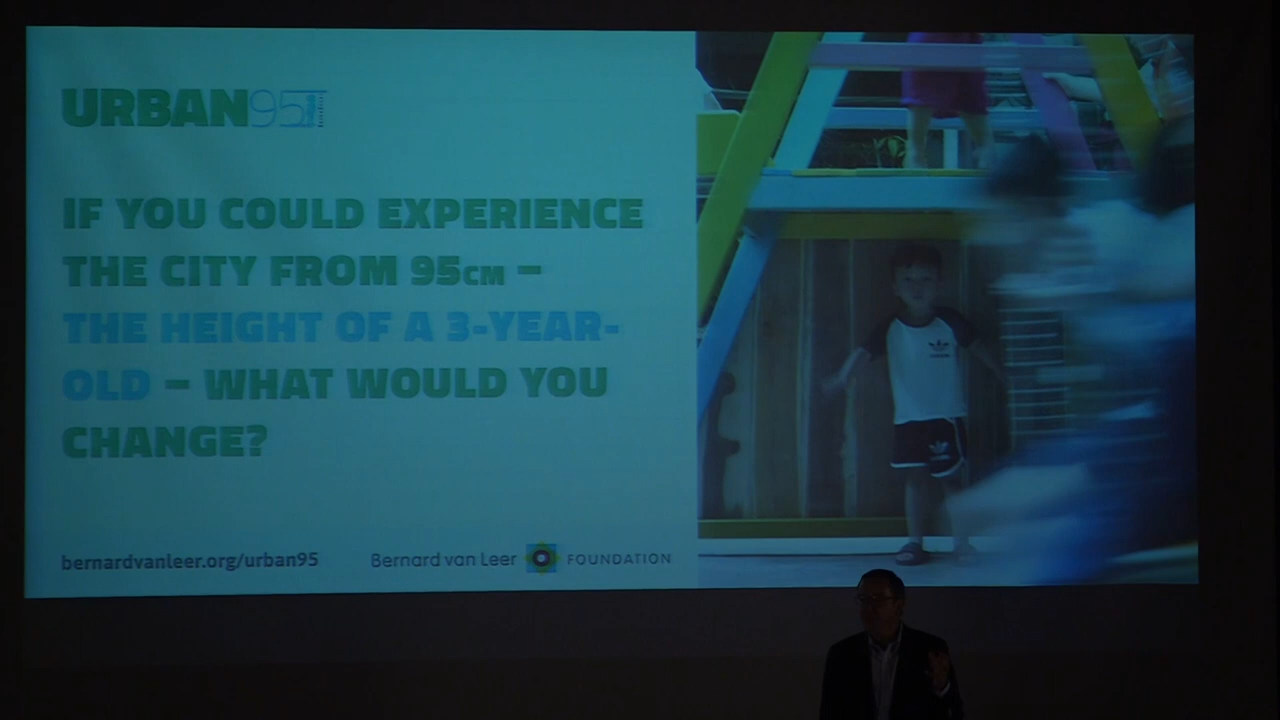 URBAN95
IF YOU COULD EXPERIENCE
THE CITY FROM 95CM –
THE HEIGHT OF A 3-YEAR-
OLD – WHAT WOULD YOU
CHANGE?
bernardvanleer.org/urban95
Bernard van Leer FOUNDATION